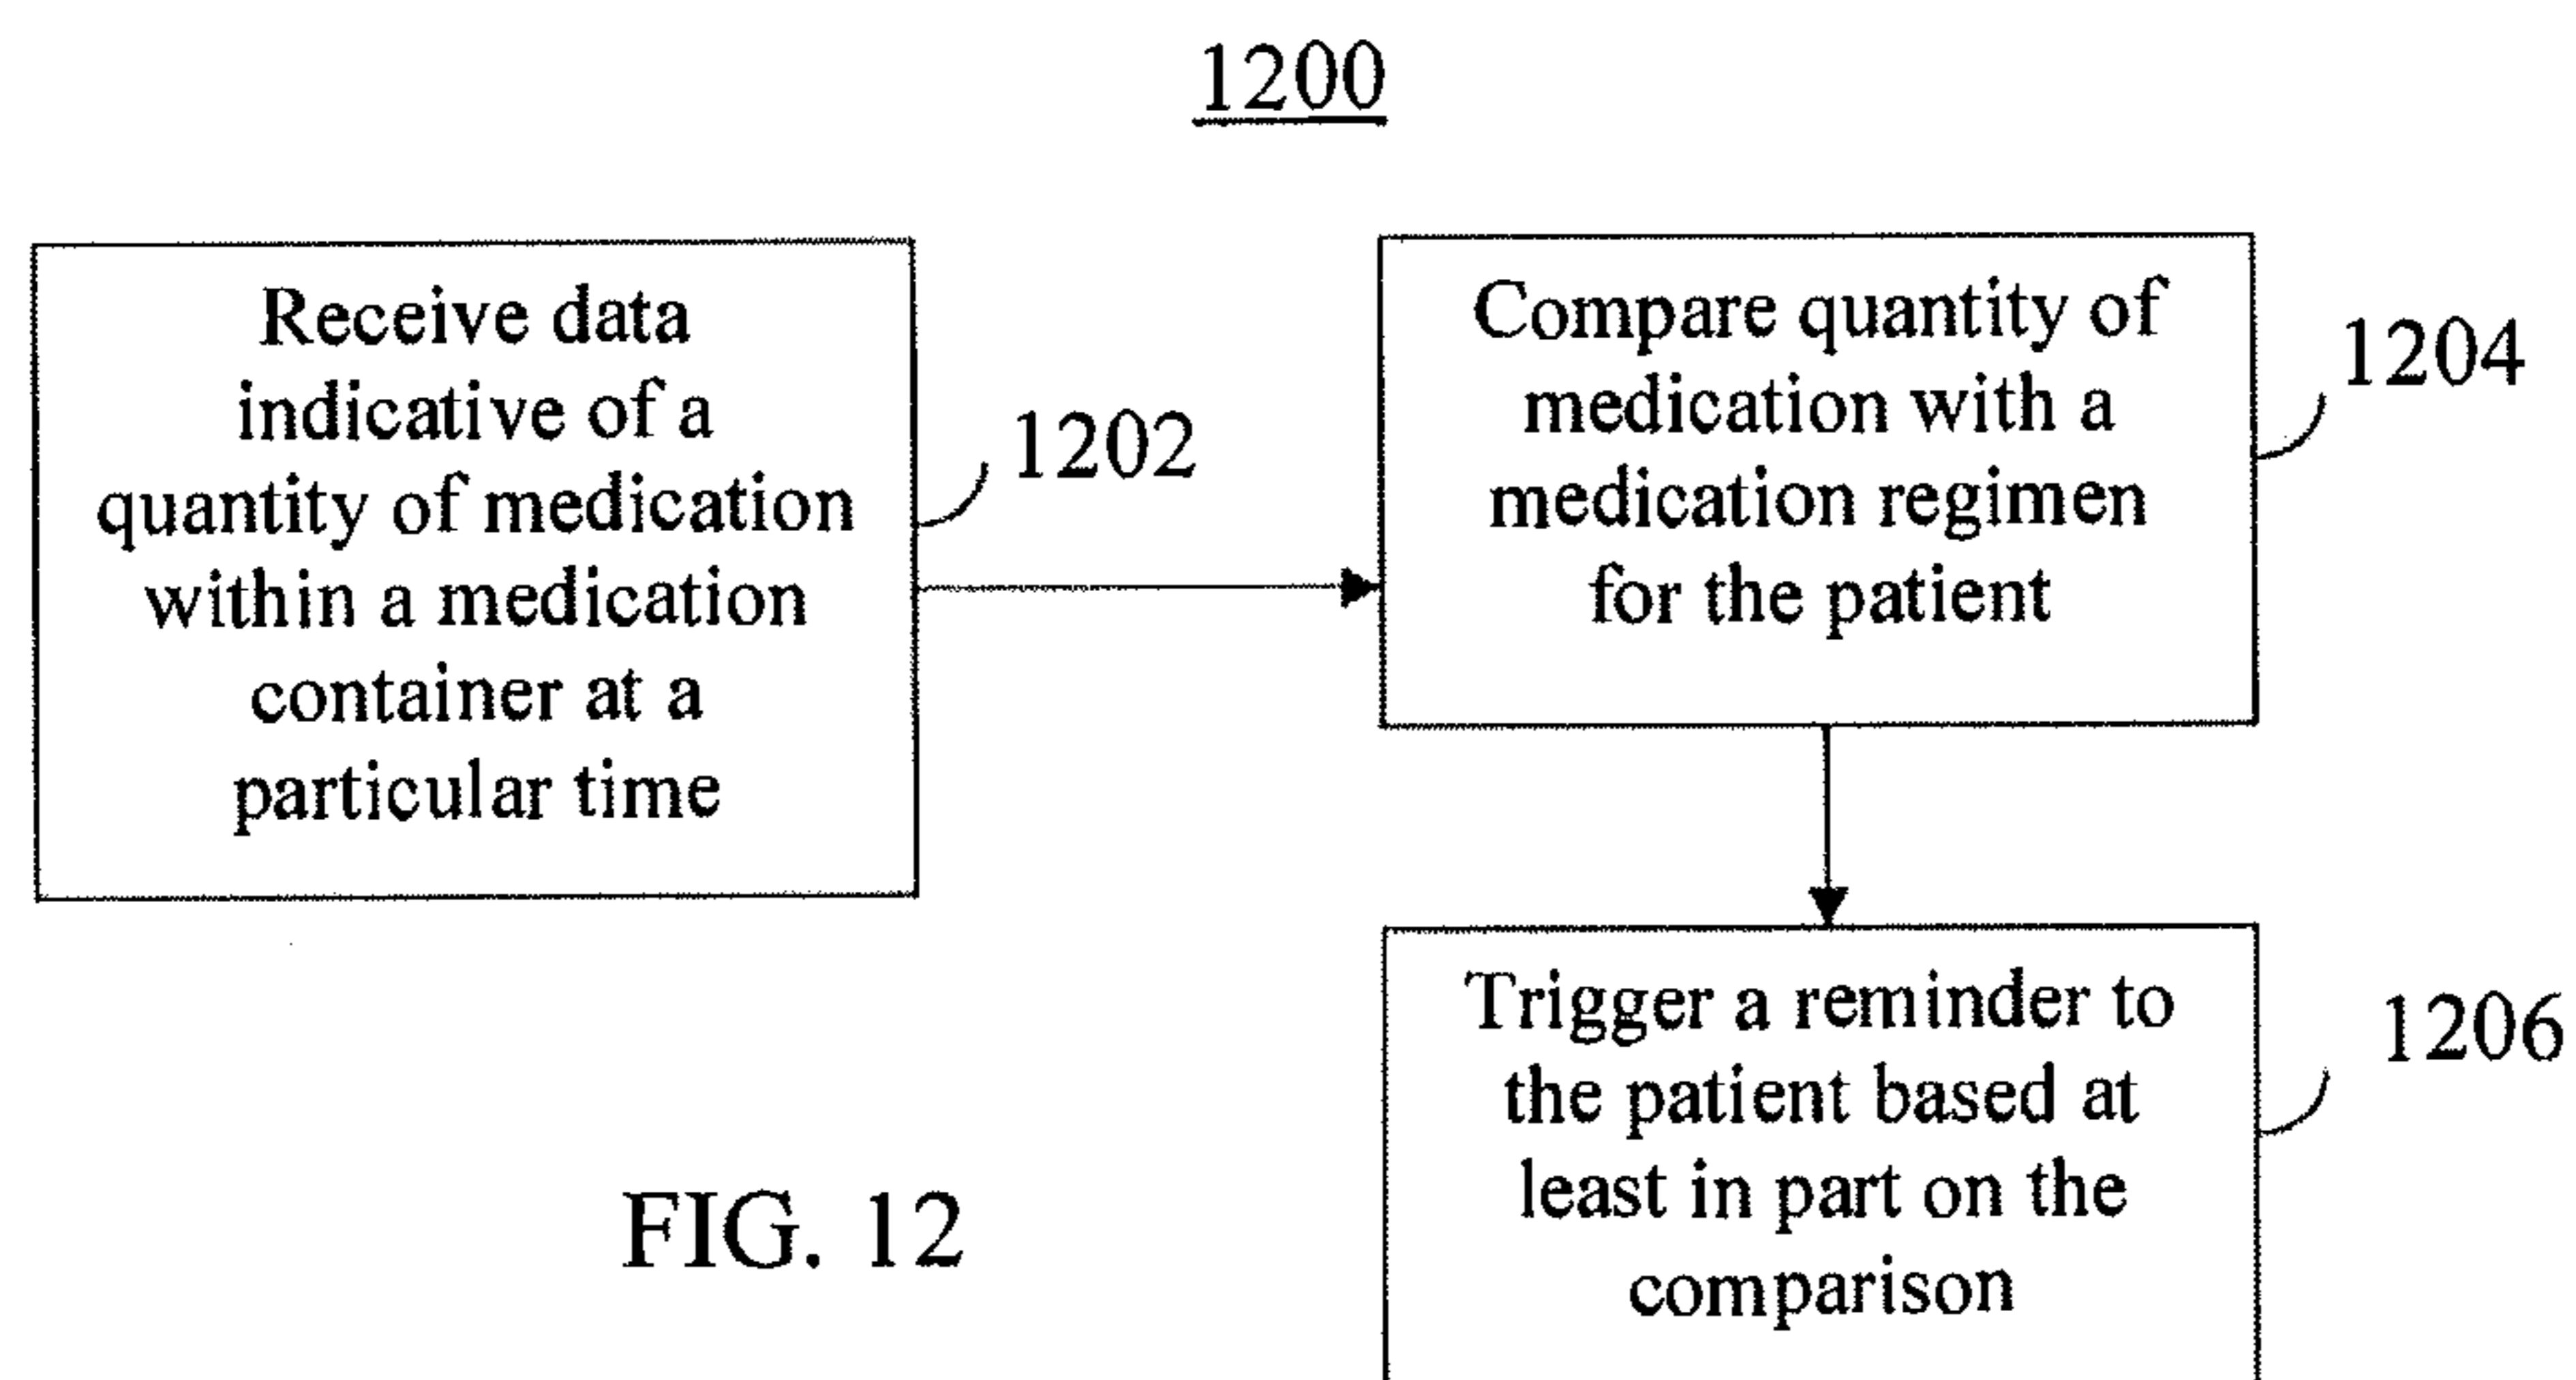 1200
Receive data
indicative of a
quantity of medication
within a medication
container at a
particular time
1202
Compare quantity of
medication with a
medication regimen
for the patient
1204
Trigger a reminder to
the patient based at
least in part on the
comparison
1206
FIG. 12